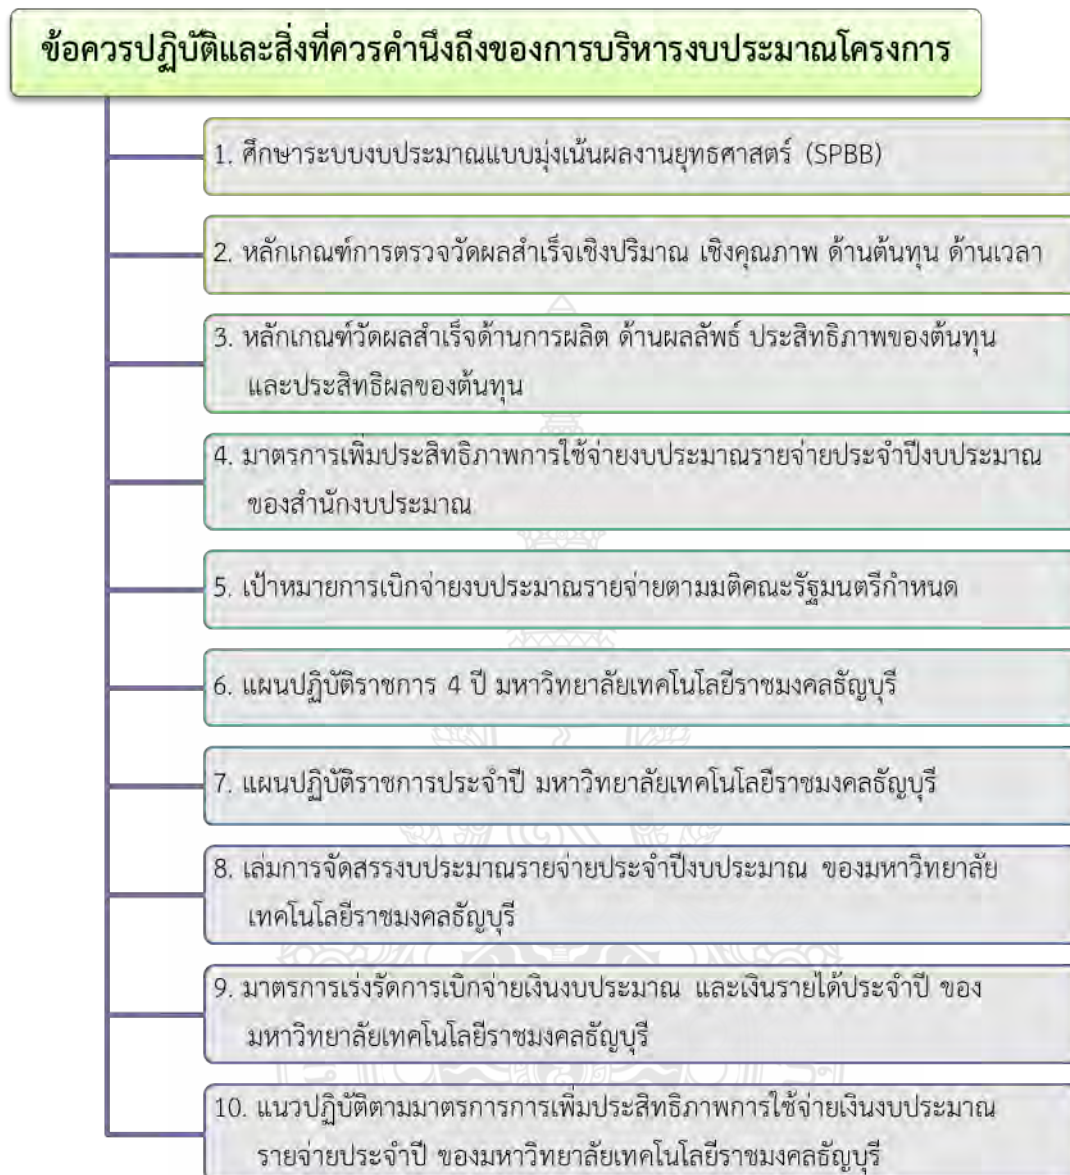 ข้อควรปฏิบัติและสิ่งที่ควรคำนึงถึงของการบริหารงบประมาณโครงการ
1. ศึกษาระบบงบประมาณแบบมุ่งเน้นผลงานยุทธศาสตร์ (SPBB)
2. หลักเกณฑ์การตรวจวัดผลสำเร็จเชิงปริมาณ เชิงคุณภาพ ด้านต้นทุน ด้านเวลา
3. หลักเกณฑ์วัดผลสำเร็จด้านการผลิต ด้านผลลัพธ์ ประสิทธิภาพของต้นทุน
และประสิทธิผลของต้นทุน
4. มาตรการเพิ่มประสิทธิภาพการใช้จ่ายงบประมาณรายจ่ายประจำปีงบประมาณ
ของสำนักงบประมาณ
5. เป้าหมายการเบิกจ่ายงบประมาณรายจ่ายตามมติคณะรัฐมนตรีกำหนด
6. แผนปฏิบัติราชการ 4 ปี มหาวิทยาลัยเทคโนโลยีราชมงคลธัญบุรี
7. แผนปฏิบัติราชการประจำปี มหาวิทยาลัยเทคโนโลยีราชมงคลธัญบุรี
8. เล่มการจัดสรรงบประมาณรายจ่ายประจำปีงบประมาณ ของมหาวิทยาลัย
เทคโนโลยีราชมงคลธัญบุรี
9. มาตรการเร่งรัดการเบิกจ่ายเงินงบประมาณ และเงินรายได้ประจำปี ของ
มหาวิทยาลัยเทคโนโลยีราชมงคลธัญบุรี
10. แนวปฏิบัติตามมาตรการการเพิ่มประสิทธิภาพการใช้จ่ายเงินงบประมาณ
รายจ่ายประจำปี ของมหาวิทยาลัยเทคโนโลยีราชมงคลธัญบุรี